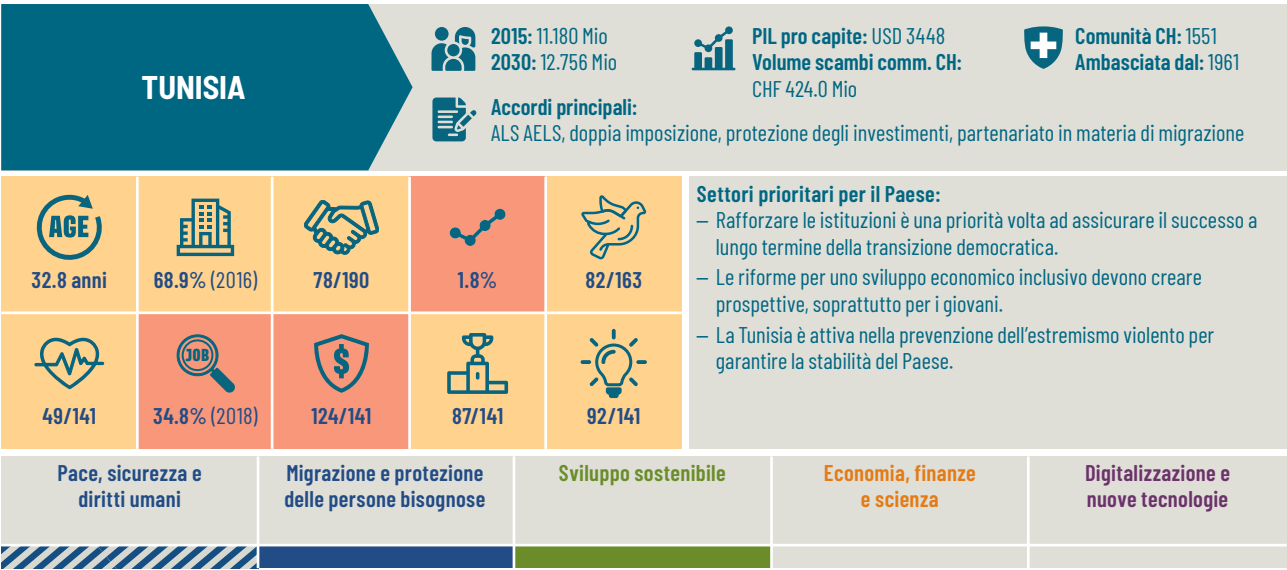 TUNISIA
2015: 11.180 Mio
2030: 12.756 Mio
PIL pro capite: USD 3448
Volume scambi comm. CH:
CHF 424.0 Mio
Comunità CH: 1551
Ambasciata dal: 1961
Accordi principali:
ALS AELS, doppia imposizione, protezione degli investimenti, partenariato in materia di migrazione
AGE
32.8 anni
68.9% (2016)
78/190
1.8%
82/163
JOB
$
49/141
34.8% (2018)
124/141
87/141
92/141
Settori prioritari per il Paese:
– Rafforzare le istituzioni è una priorità volta ad assicurare il successo a
lungo termine della transizione democratica.
– Le riforme per uno sviluppo economico inclusivo devono creare
prospettive, soprattutto per i giovani.
– La Tunisia è attiva nella prevenzione dell'estremismo violento per
garantire la stabilità del Paese.
Pace, sicurezza e
diritti umani
Migrazione e protezione
delle persone bisognose
Sviluppo sostenibile
Economia, finanze
e scienza
Digitalizzazione e
nuove tecnologie